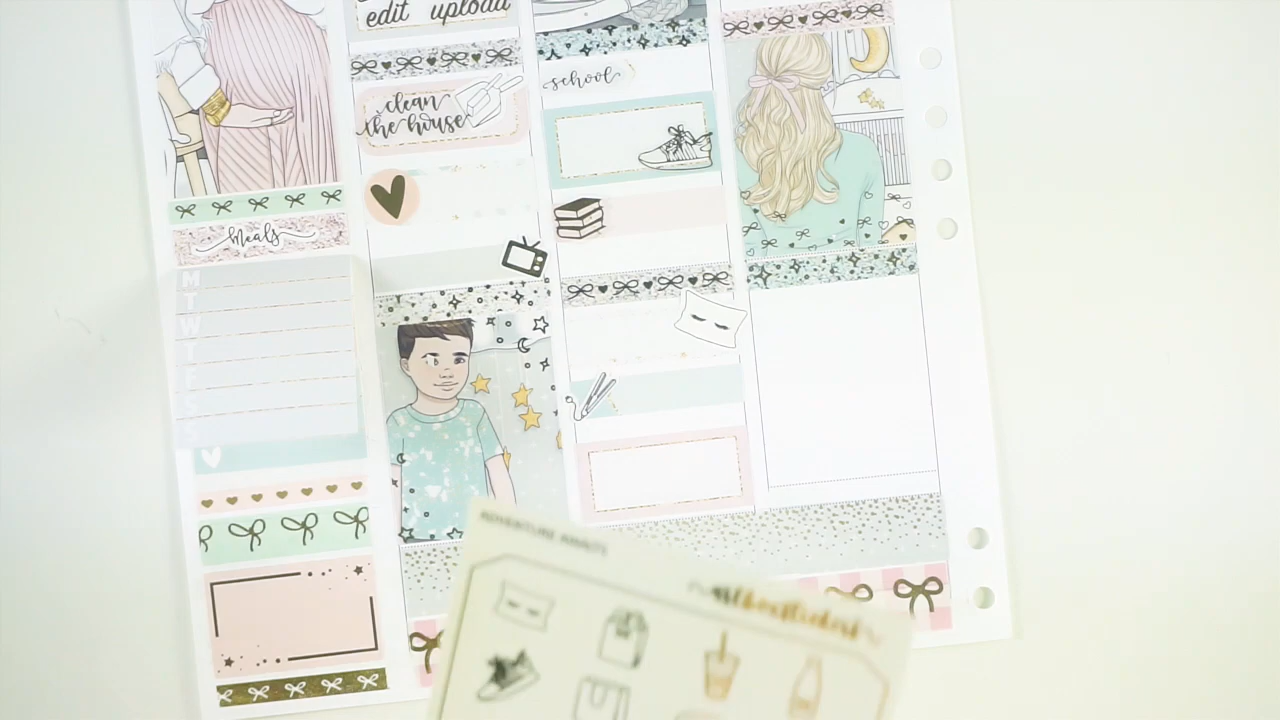 edit upload
clean
the house
school
meals
M
T
W
T
F
S
S
ADVENTURE AWAITS